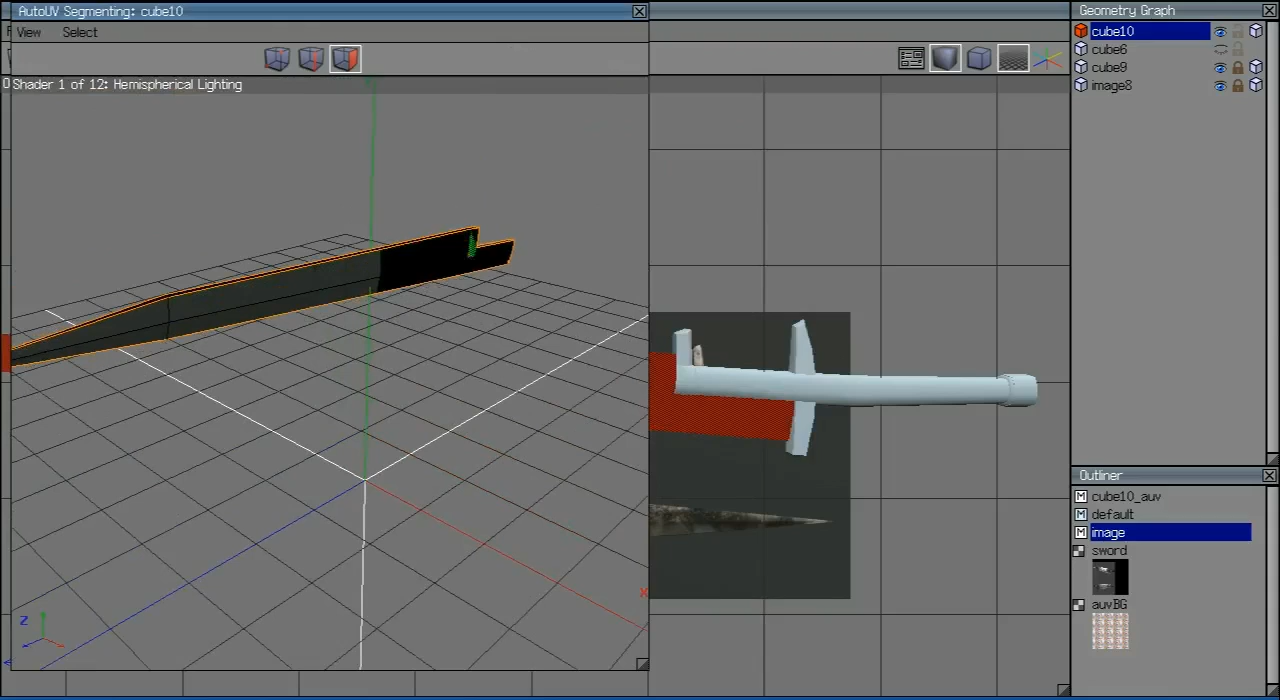 AutoUV Segmenting: cube10
View Select
Shader 1 of 12: Hemispherical Lighting
X
Z
Geometry Graph
cube10
cube6
cube9
image8
Outliner
M cube10_auv
M default
M image
sword
auvBG